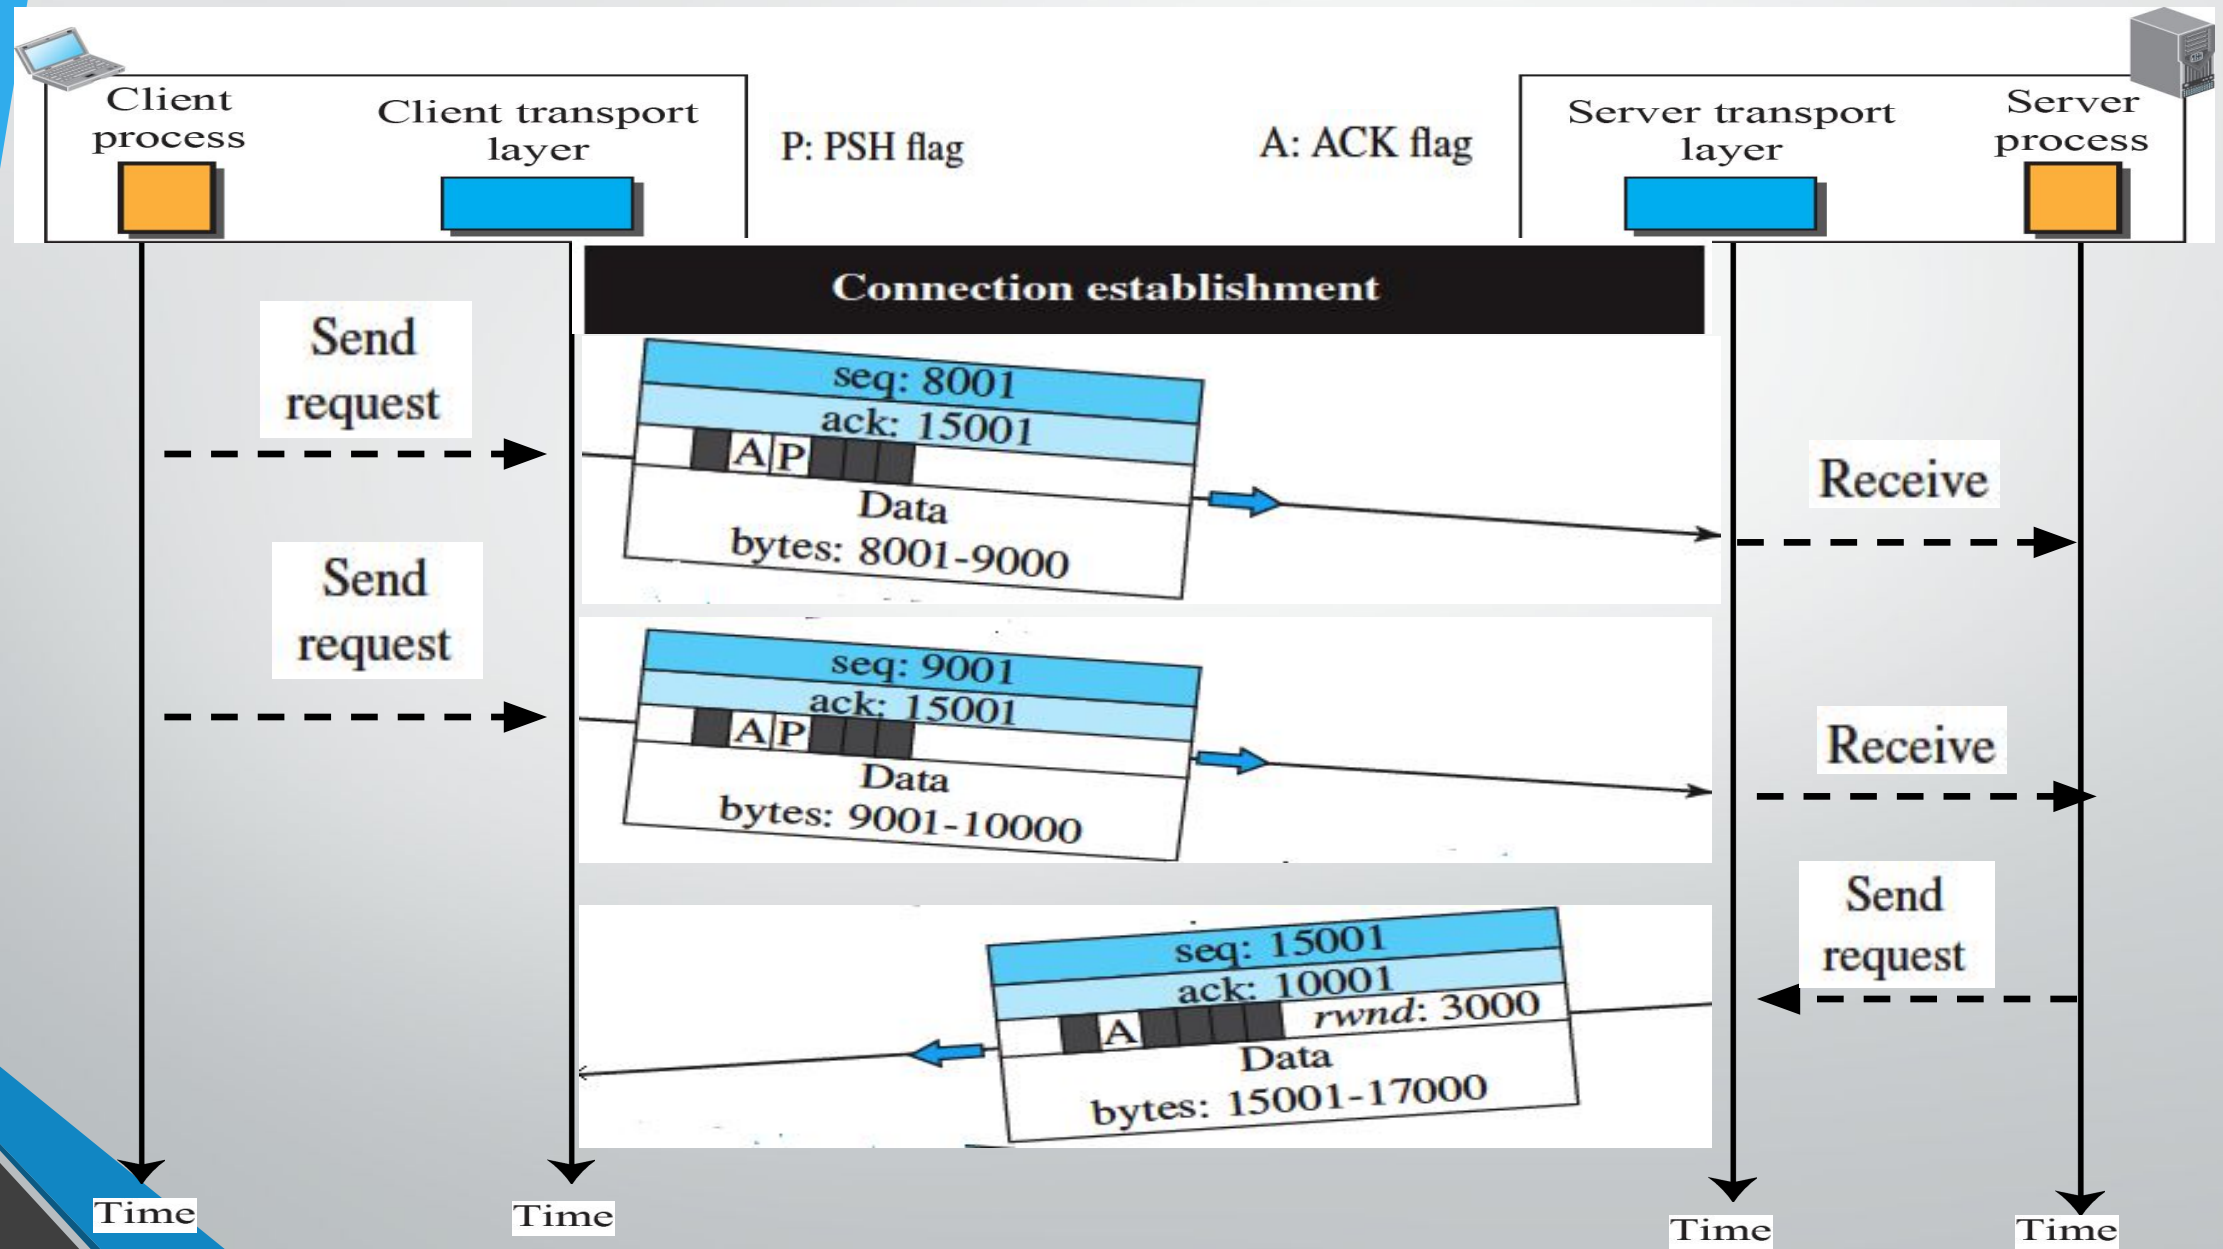 Client
process
Client transport
layer
P: PSH flag
A: ACK flag
Server transport
layer
Server
process
Connection establishment
Send
request
seq: 8001
ack: 15001
A P
Data
bytes: 8001-9000
Receive
Send
request
seq: 9001
ack: 15001
A P
Data
bytes: 9001-10000
Receive
Send
request
seq: 15001
ack: 10001
A
rwnd: 3000
Data
bytes: 15001-17000
Time
Time
Time
Time